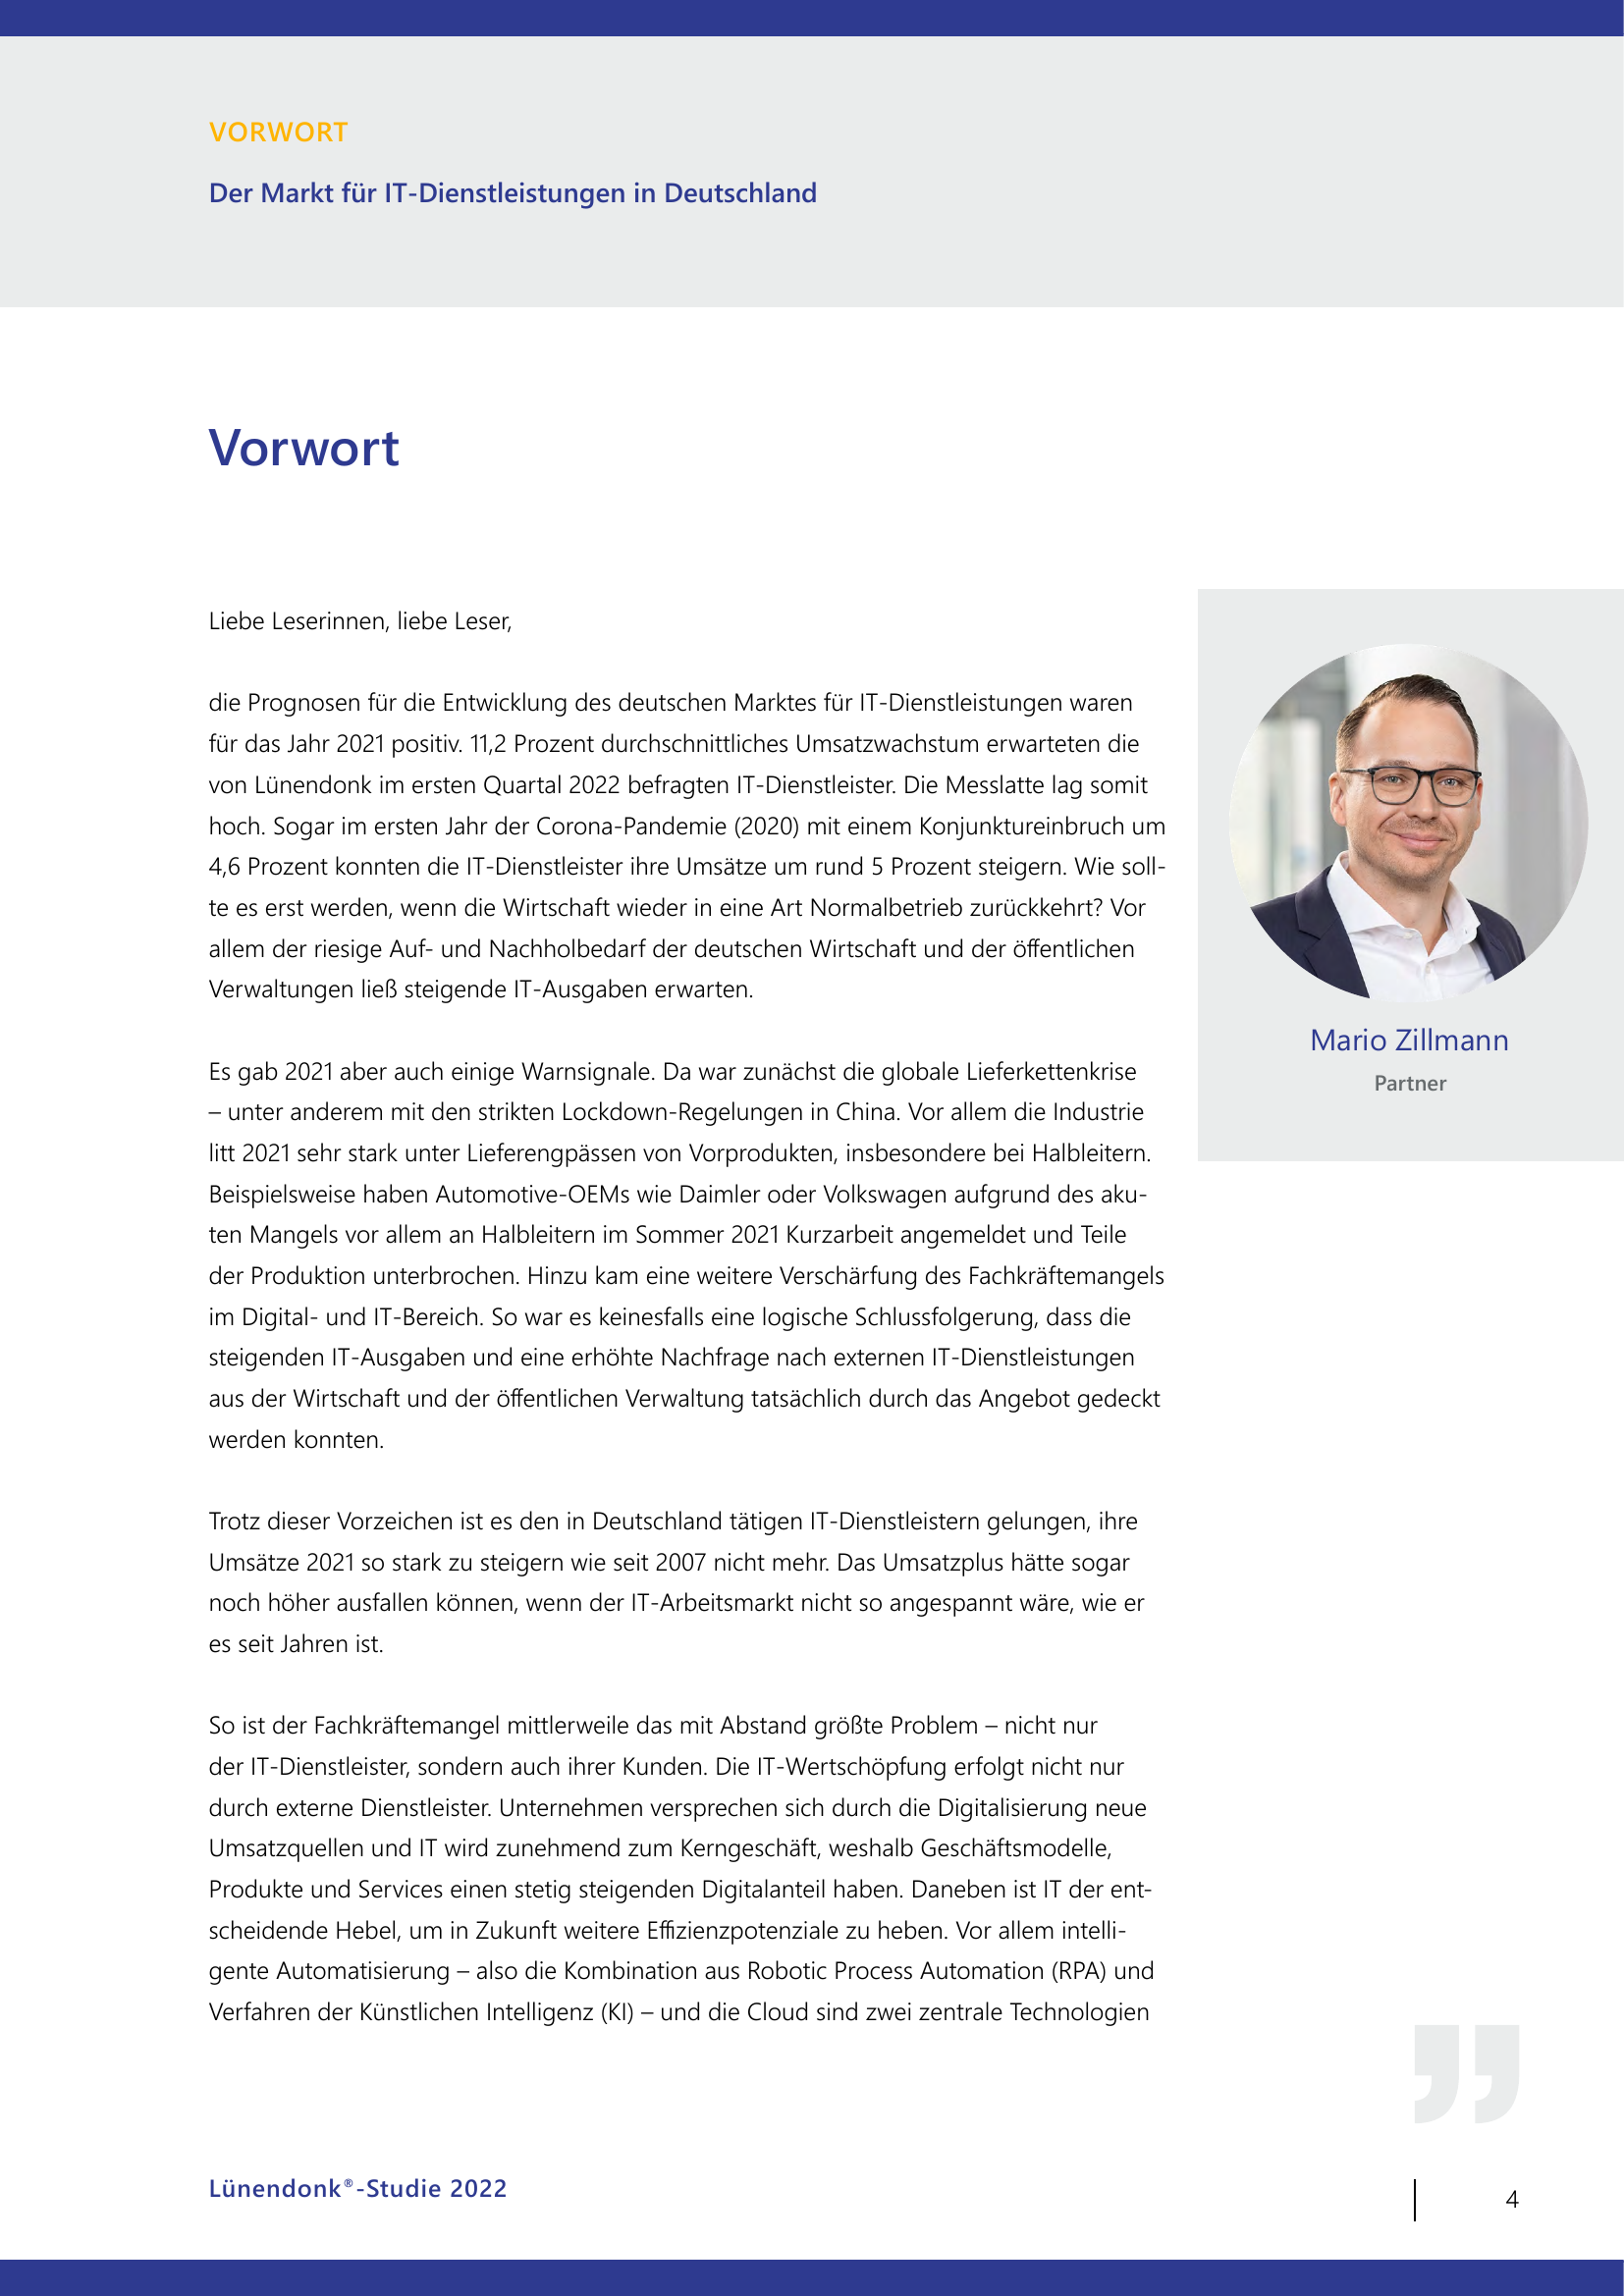 VORWORT
Der Markt für IT-Dienstleistungen in Deutschland
Vorwort
Liebe Leserinnen, liebe Leser,
die Prognosen für die Entwicklung des deutschen Marktes für IT-Dienstleistungen waren
für das Jahr 2021 positiv. 11,2 Prozent durchschnittliches Umsatzwachstum erwarteten die
von Lünendonk im ersten Quartal 2022 befragten IT-Dienstleister. Die Messlatte lag somit
hoch. Sogar im ersten Jahr der Corona-Pandemie (2020) mit einem Konjunktureinbruch um
4,6 Prozent konnten die IT-Dienstleister ihre Umsätze um rund 5 Prozent steigern. Wie soll-
te es erst werden, wenn die Wirtschaft wieder in eine Art Normalbetrieb zurückkehrt? Vor
allem der riesige Auf- und Nachholbedarf der deutschen Wirtschaft und der öffentlichen
Verwaltungen ließ steigende IT-Ausgaben erwarten.
Es gab 2021 aber auch einige Warnsignale. Da war zunächst die globale Lieferkettenkrise
– unter anderem mit den strikten Lockdown-Regelungen in China. Vor allem die Industrie
litt 2021 sehr stark unter Lieferengpässen von Vorprodukten, insbesondere bei Halbleitern.
Beispielsweise haben Automotive-OEMs wie Daimler oder Volkswagen aufgrund des aku-
ten Mangels vor allem an Halbleitern im Sommer 2021 Kurzarbeit angemeldet und Teile
der Produktion unterbrochen. Hinzu kam eine weitere Verschärfung des Fachkräftemangels
im Digital- und IT-Bereich. So war es keinesfalls eine logische Schlussfolgerung, dass die
steigenden IT-Ausgaben und eine erhöhte Nachfrage nach externen IT-Dienstleistungen
aus der Wirtschaft und der öffentlichen Verwaltung tatsächlich durch das Angebot gedeckt
werden konnten.
Trotz dieser Vorzeichen ist es den in Deutschland tätigen IT-Dienstleistern gelungen, ihre
Umsätze 2021 so stark zu steigern wie seit 2007 nicht mehr. Das Umsatzplus hätte sogar
noch höher ausfallen können, wenn der IT-Arbeitsmarkt nicht so angespannt wäre, wie er
es seit Jahren ist.
So ist der Fachkräftemangel mittlerweile das mit Abstand größte Problem – nicht nur
der IT-Dienstleister, sondern auch ihrer Kunden. Die IT-Wertschöpfung erfolgt nicht nur
durch externe Dienstleister. Unternehmen versprechen sich durch die Digitalisierung neue
Umsatzquellen und IT wird zunehmend zum Kerngeschäft, weshalb Geschäftsmodelle,
Produkte und Services einen stetig steigenden Digitalanteil haben. Daneben ist IT der ent-
scheidende Hebel, um in Zukunft weitere Effizienzpotenziale zu heben. Vor allem intelli-
gente Automatisierung – also die Kombination aus Robotic Process Automation (RPA) und
Verfahren der Künstlichen Intelligenz (KI) – und die Cloud sind zwei zentrale Technologien
Mario Zillmann
Partner
Lünendonk®-Studie 2022
4